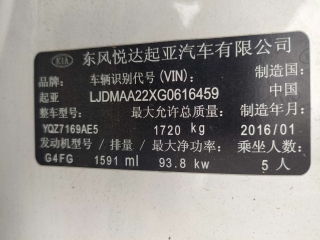 KIA 东风悦达起亚汽车有限公司
品牌: 车辆识别代号(VIN): 制造国:
起亚 LJDMAA22XG0616459 中国
整车型号: 最大允许总质量: 制造年月:
YQZ7169AE5 1720 kg 2016/01
发动机型号 / 排量 / 最大净功率: 乘坐人数:
G4FG 1591 ml 93.8 kw 5人